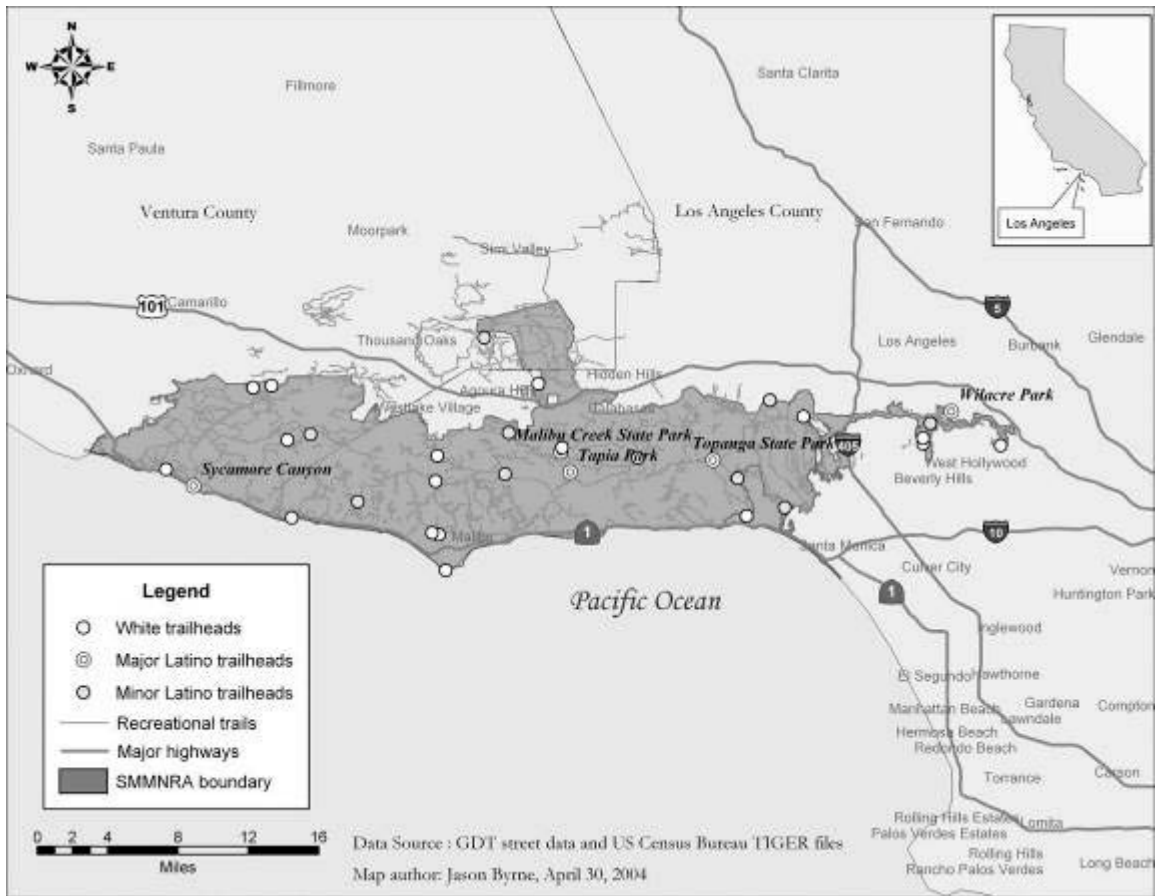 N
W E
S
Fillmore
Santa Clarita
Santa Paula
Ventura County
Los Angeles County
Moorpark
Simi Valley
San Fernando
Los Angeles
101
Camarillo
5
Thousand Oaks
Los Angeles
Burbank
Glendale
Oxnard
Agoura Hills
Hidden Hills
Westlake Village
Calabasas
Wilacre Park
Malibu Creek State Park
Topanga State Park
405
Tapia Park
Sycamore Canyon
West Hollywood
Beverly Hills
Malibu
1
10
Santa Monica
Culver City
Vernon
1
Huntington Park
Pacific Ocean
Inglewood
El Segundo
Hawthorne
Manhattan Beach
Gardena
Compton
Lawndale
Hermosa Beach
Redondo Beach
Torrance
Carson
Rolling Hills Estates
Lomita
Palos Verdes Estates
Rolling Hills
Rancho Palos Verdes
Long Beach
Legend
White trailheads
Major Latino trailheads
Minor Latino trailheads
Recreational trails
Major highways
SMMNRA boundary
0 2 4 8 12 16
Miles
Data Source : GDT street data and US Census Bureau TIGER files
Map author: Jason Byrne, April 30, 2004